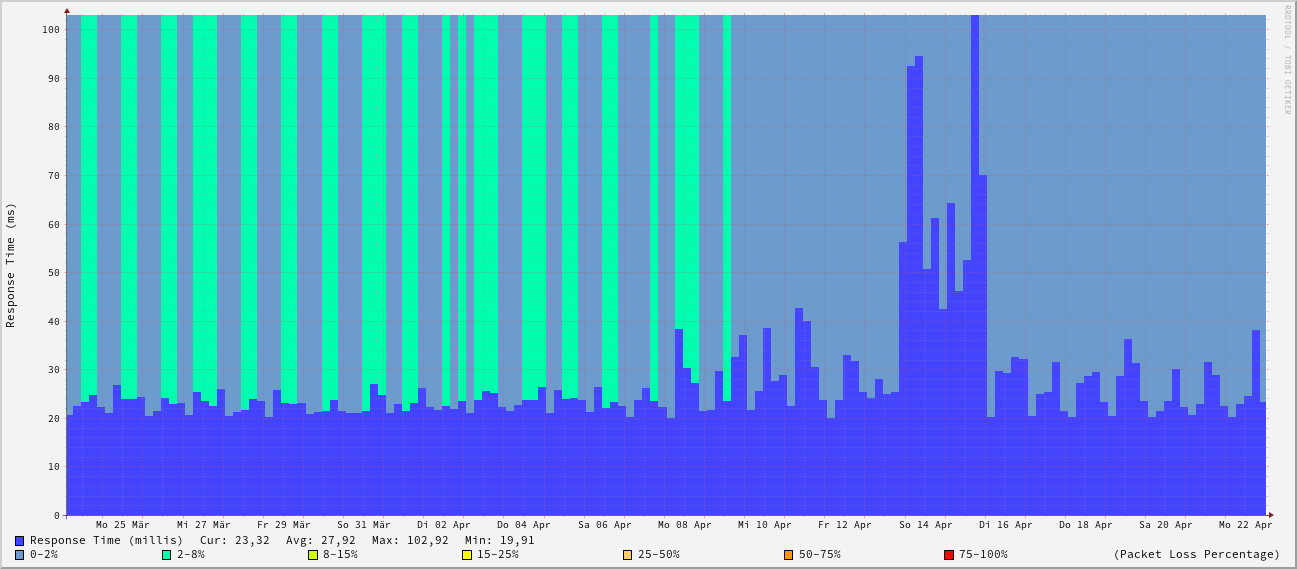 RRDTOOL / TOBI OETIKER
Response Time (ms)
100
90
80
70
60
50
40
30
20
10
0
Mo 25 Mär Mi 27 Mär Fr 29 Mär So 31 Mär Di 02 Apr Do 04 Apr Sa 06 Apr Mo 08 Apr Mi 10 Apr Fr 12 Apr So 14 Apr Di 16 Apr Do 18 Apr Sa 20 Apr Mo 22 Apr
Response Time (millis) Cur: 23,32 Avg: 27,92 Max: 102,92 Min: 19,91
0-2% 2-8% 8-15% 15-25% 25-50% 50-75% 75-100% (Packet Loss Percentage)